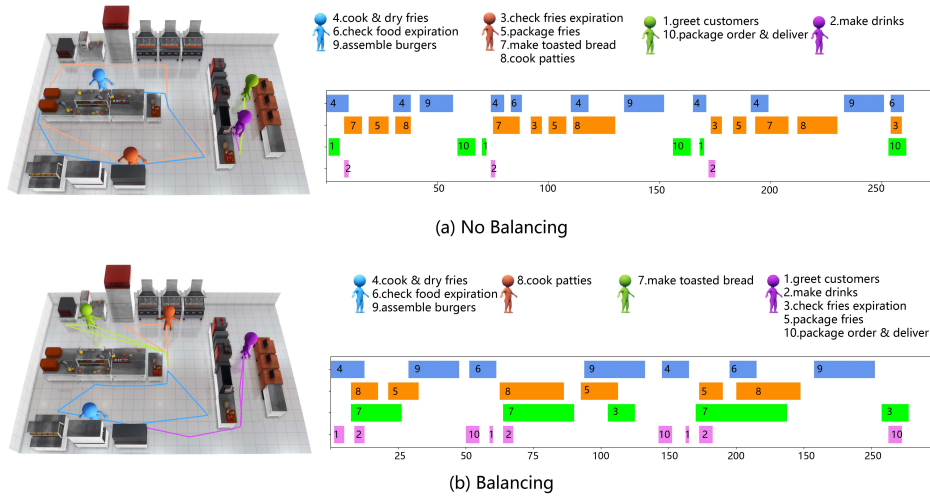 4.cook & dry fries
6.check food expiration
9.assemble burgers
3.check fries expiration
5.package fries
7.make toasted bread
8.cook patties
1.greet customers
10.package order & deliver
2.make drinks
4 4 9 4 6 4 9 4 4 9 6
7 5 8 7 3 5 8 3 5 7 8 3
1 10 1 10 1 10
2 2 2
50 100 150 200 250
(a) No Balancing
4.cook & dry fries
6.check food expiration
9.assemble burgers
8.cook patties
7.make toasted bread
1.greet customers
2.make drinks
3.check fries expiration
5.package fries
10.package order & deliver
4 9 6 9 4 6 9
8 5 8 5 5 8
7 7 3 7 3
1 2 10 1 2 10 1 2 10
25 75 100 150 200 150 250
(b) Balancing